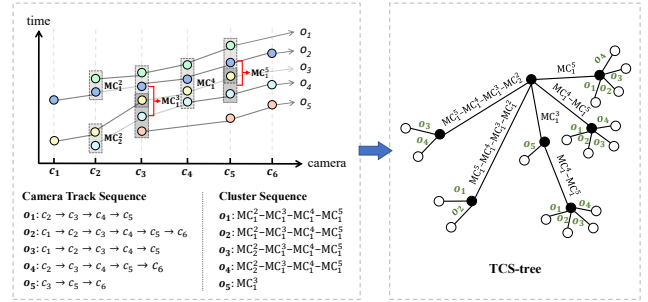 time
o₁
o₂
o₃
o₄
o₅
MC₁²
MC₂²
MC₁³
MC₁⁴
MC₁⁵
c₁ c₂ c₃ c₄ c₅ c₆
camera
Camera Track Sequence
o₁: c₂ → c₃ → c₄ → c₅
o₂: c₁ → c₂ → c₃ → c₄ → c₅ → c₆
o₃: c₁ → c₂ → c₃ → c₄ → c₅
o₄: c₂ → c₃ → c₄ → c₅ → c₆
o₅: c₃ → c₅ → c₆
Cluster Sequence
o₁: MC₁²−MC₁³−MC₁⁴−MC₁⁵
o₂: MC₁²−MC₁³−MC₁⁴−MC₁⁵
o₃: MC₂²−MC₁³−MC₁⁴−MC₁⁵
o₄: MC₂²−MC₁³−MC₁⁴−MC₁⁵
o₅: MC₁³
MC₁⁵
o₄
o₃
o₁ o₂
MC₁⁵−MC₁⁴−MC₁³−MC₂²
o₃
o₄
MC₁⁴−MC₁⁵
o₁ o₄
o₂ o₃
MC₁⁵−MC₁⁴−MC₁³−MC₁²
o₁
o₂
MC₁³
o₅
MC₁⁴−MC₁⁵
o₁ o₄
o₂ o₃
TCS-tree